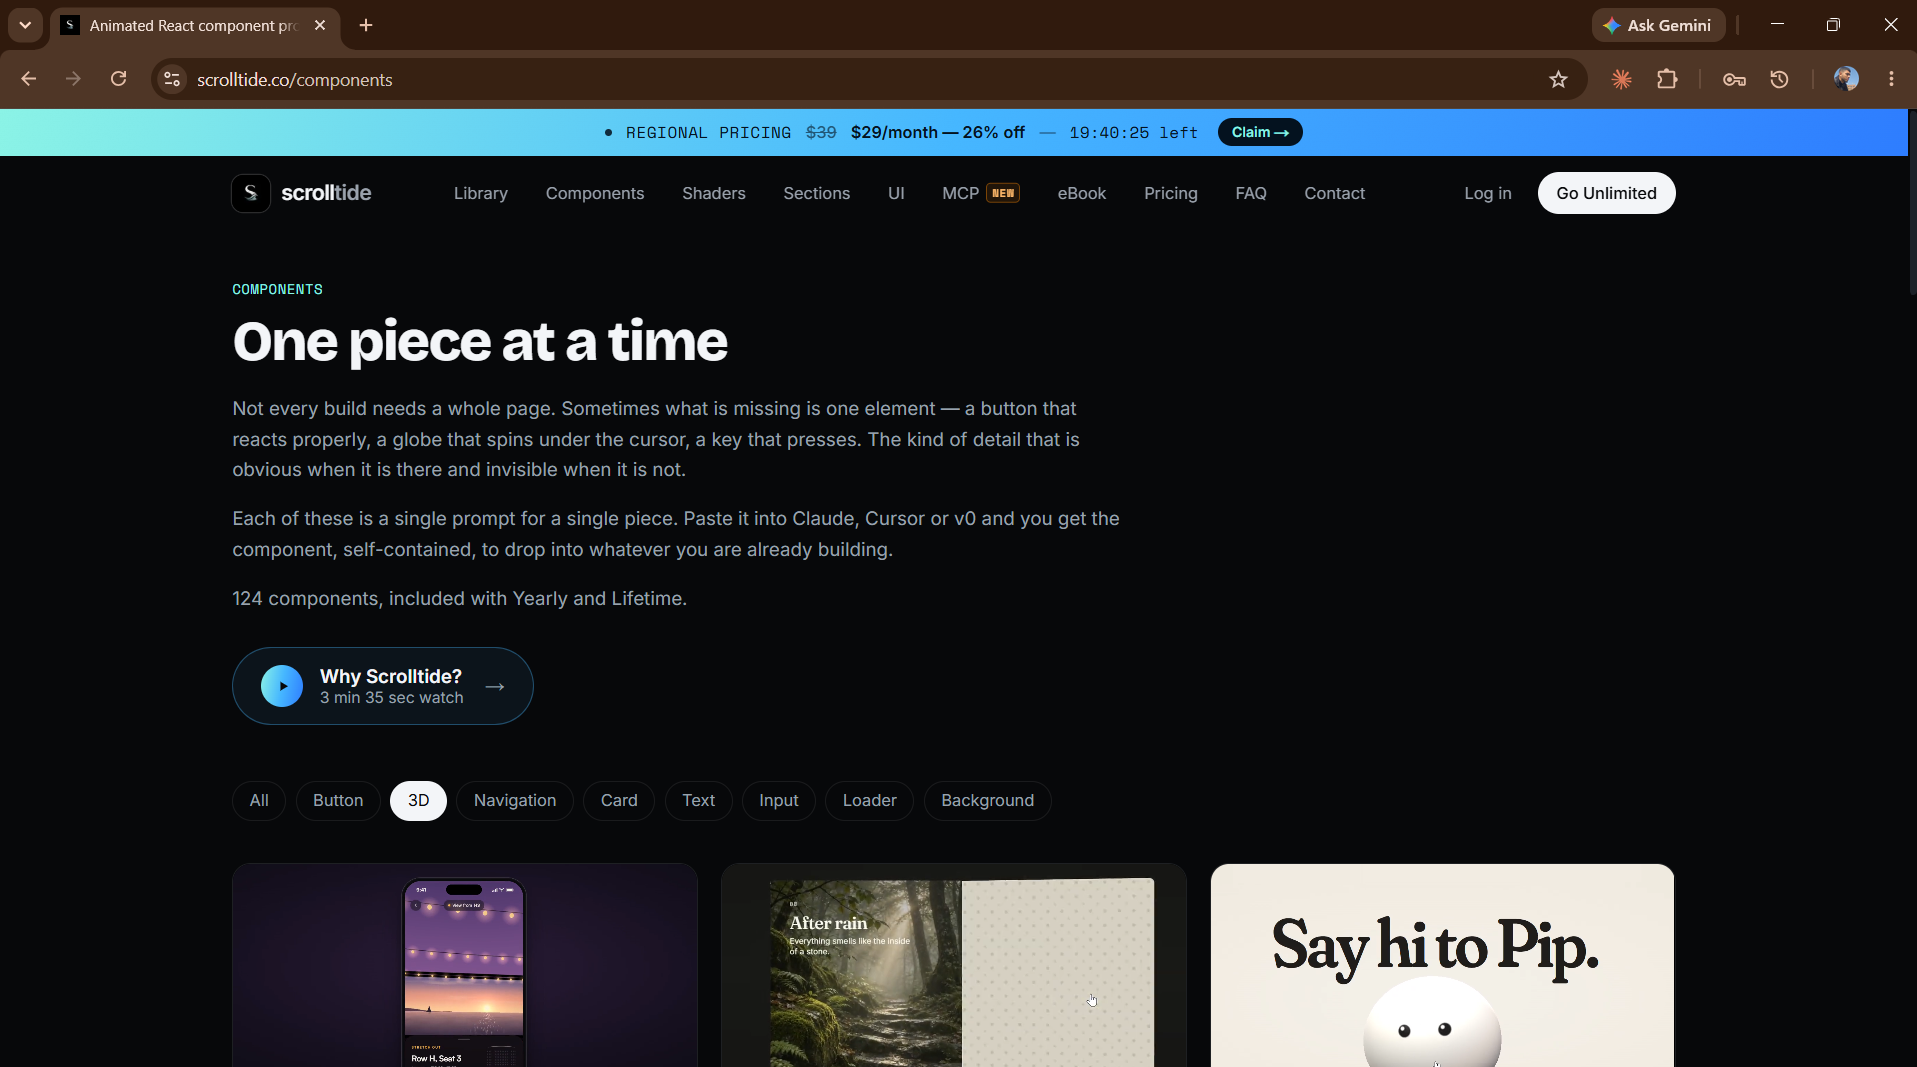 Animated React component pr
Ask Gemini
scrolltide.co/components
REGIONAL PRICING $39 $29/month — 26% off — 19:40:25 left Claim →
S scrolltide Library Components Shaders Sections UI MCP NEW eBook Pricing FAQ Contact Log in Go Unlimited
COMPONENTS
One piece at a time
Not every build needs a whole page. Sometimes what is missing is one element — a button that
reacts properly, a globe that spins under the cursor, a key that presses. The kind of detail that is
obvious when it is there and invisible when it is not.
Each of these is a single prompt for a single piece. Paste it into Claude, Cursor or v0 and you get the
component, self-contained, to drop into whatever you are already building.
124 components, included with Yearly and Lifetime.
Why Scrolltide?
3 min 35 sec watch →
All Button 3D Navigation Card Text Input Loader Background
9:41
View from H3
STRETCH OUT
Row H, Seat 3
After rain
Everything smells like the inside
of a stone.
Say hi to Pip.